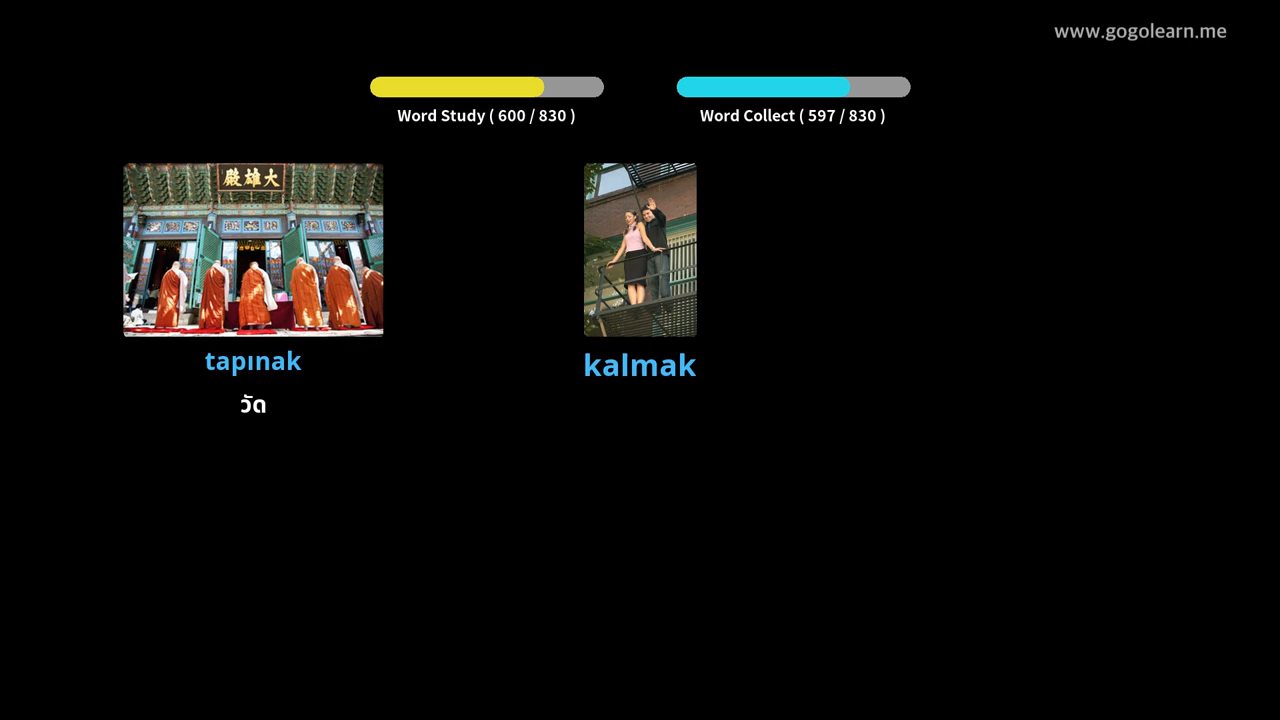 www.gogolearn.me
Word Study ( 600 / 830 )
Word Collect ( 597 / 830 )
大雄殿
tapınak
kalmak
วัด